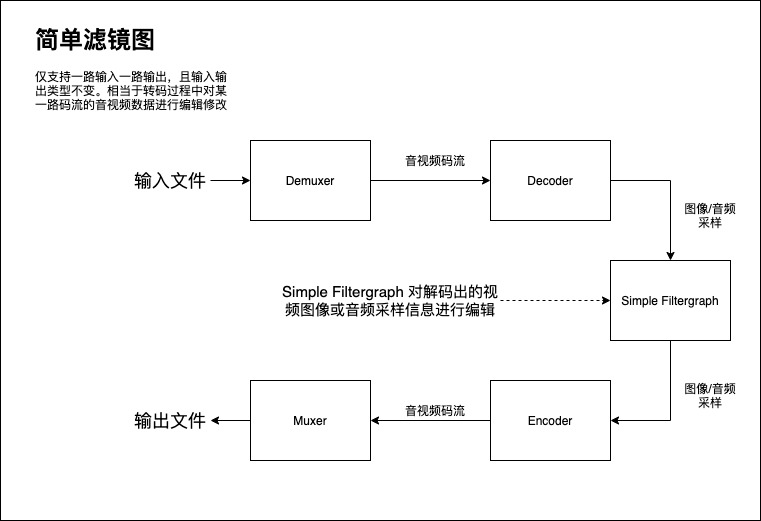 简单滤镜图
仅支持一路输入一路输出，且输入输
出类型不变。相当于转码过程中对某
一路码流的音视频数据进行编辑修改
输入文件
Demuxer
音视频码流
Decoder
图像/音频
采样
Simple Filtergraph 对解码出的视
频图像或音频采样信息进行编辑
Simple Filtergraph
图像/音频
采样
输出文件
Muxer
音视频码流
Encoder